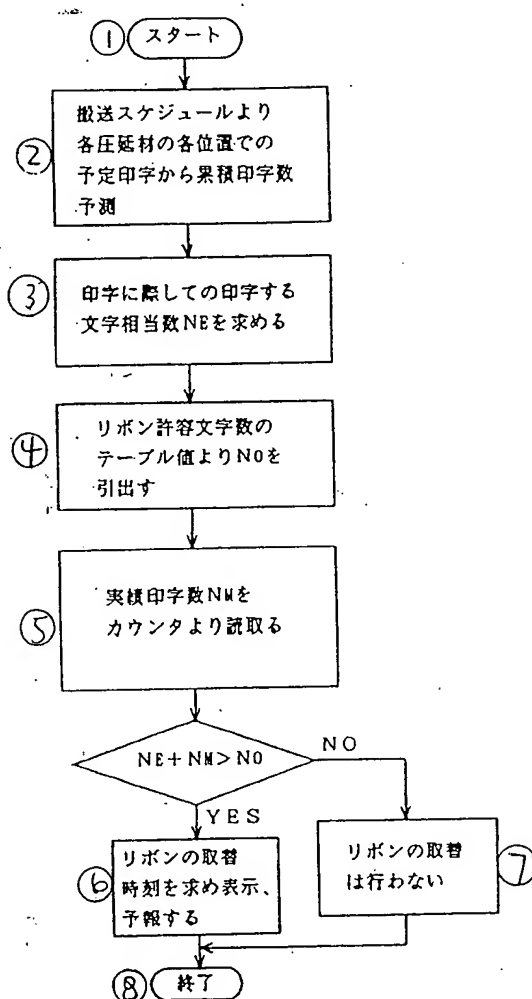 ① スタート
② 搬送スケジュールより
各圧延材の各位置での
予定印字から累積印字数
予測
③ 印字に際しての印字する
文字相当数NEを求める
④ リボン許容文字数の
テーブル値よりN0を
引出す
⑤ 実績印字数NMを
カウンタより読取る
NE+NM>N0
NO
YES
⑥ リボンの取替
時刻を求め表示、
予報する
⑦ リボンの取替
は行わない
⑧ 終了